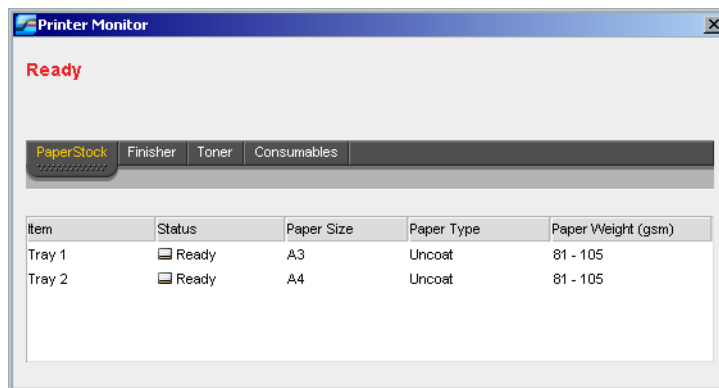 Printer Monitor
Ready
PaperStock Finisher Toner Consumables
Item Status Paper Size Paper Type Paper Weight (gsm)
Tray 1 Ready A3 Uncoat 81 - 105
Tray 2 Ready A4 Uncoat 81 - 105